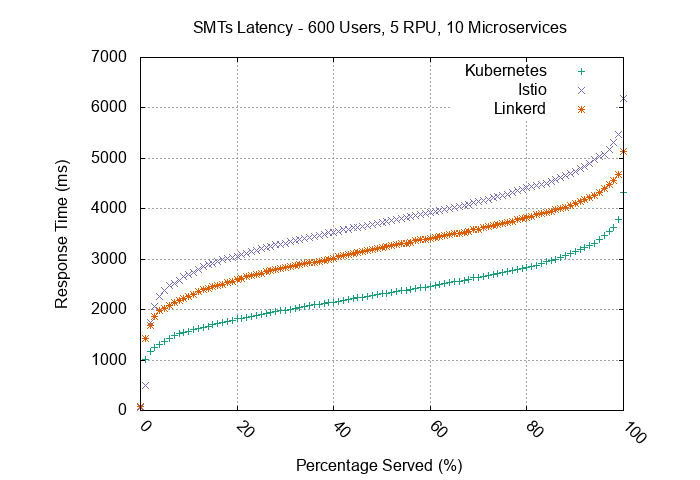 SMTs Latency - 600 Users, 5 RPU, 10 Microservices
7000
6000
5000
4000
3000
2000
1000
0
Response Time (ms)
Kubernetes
Istio
Linkerd
0
20
40
60
80
100
Percentage Served (%)